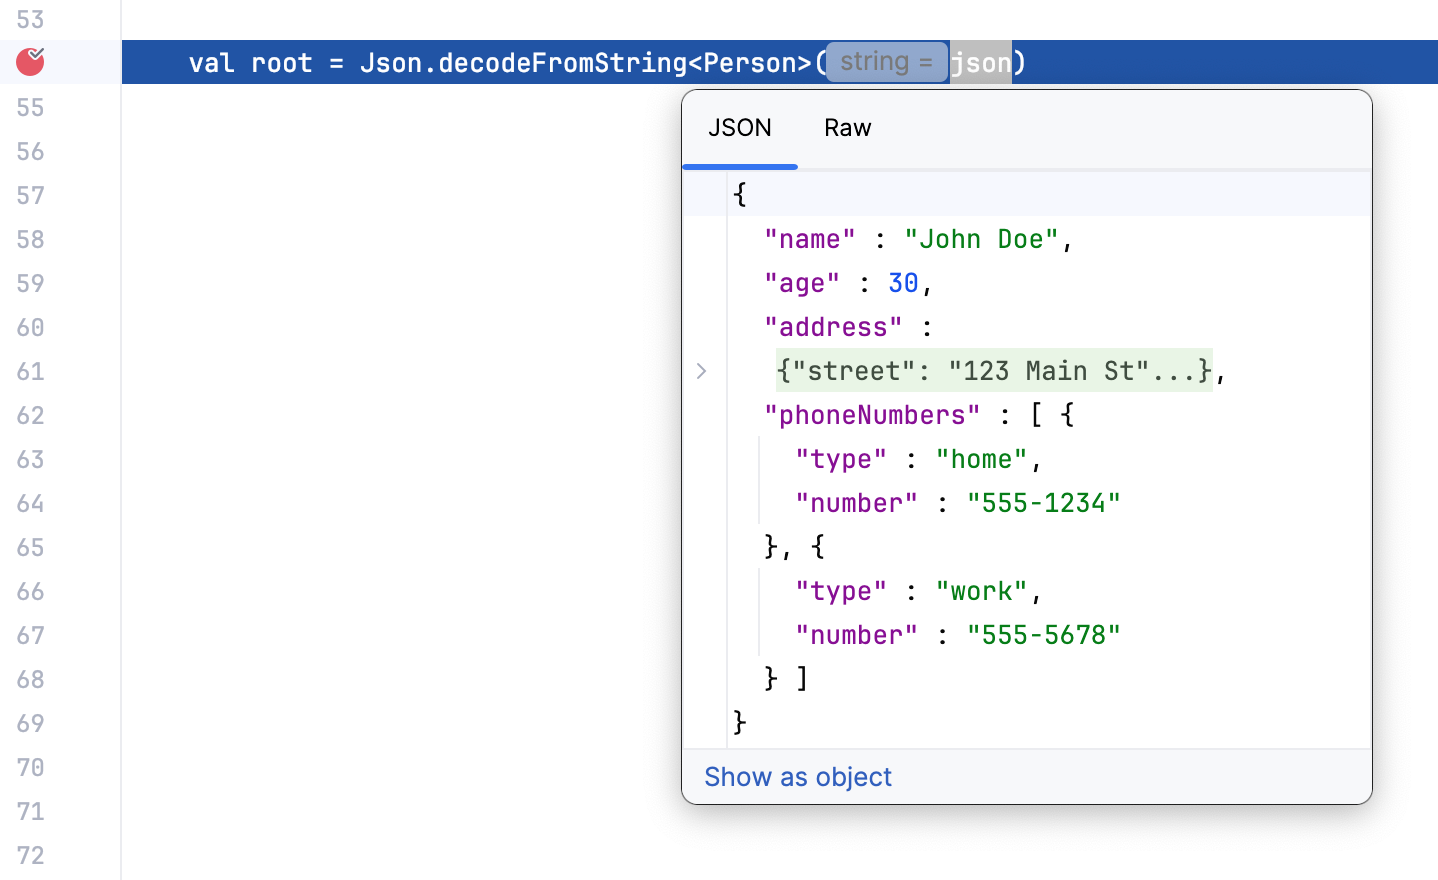 53
val root = Json.decodeFromString<Person>( string = json)
JSON Raw
55
56
57 {
58 "name" : "John Doe",
59 "age" : 30,
60 "address" :
61 {"street": "123 Main St"...},
62 "phoneNumbers" : [ {
63 "type" : "home",
64 "number" : "555-1234"
65 }, {
66 "type" : "work",
67 "number" : "555-5678"
68 } ]
69 }
70 Show as object
71
72